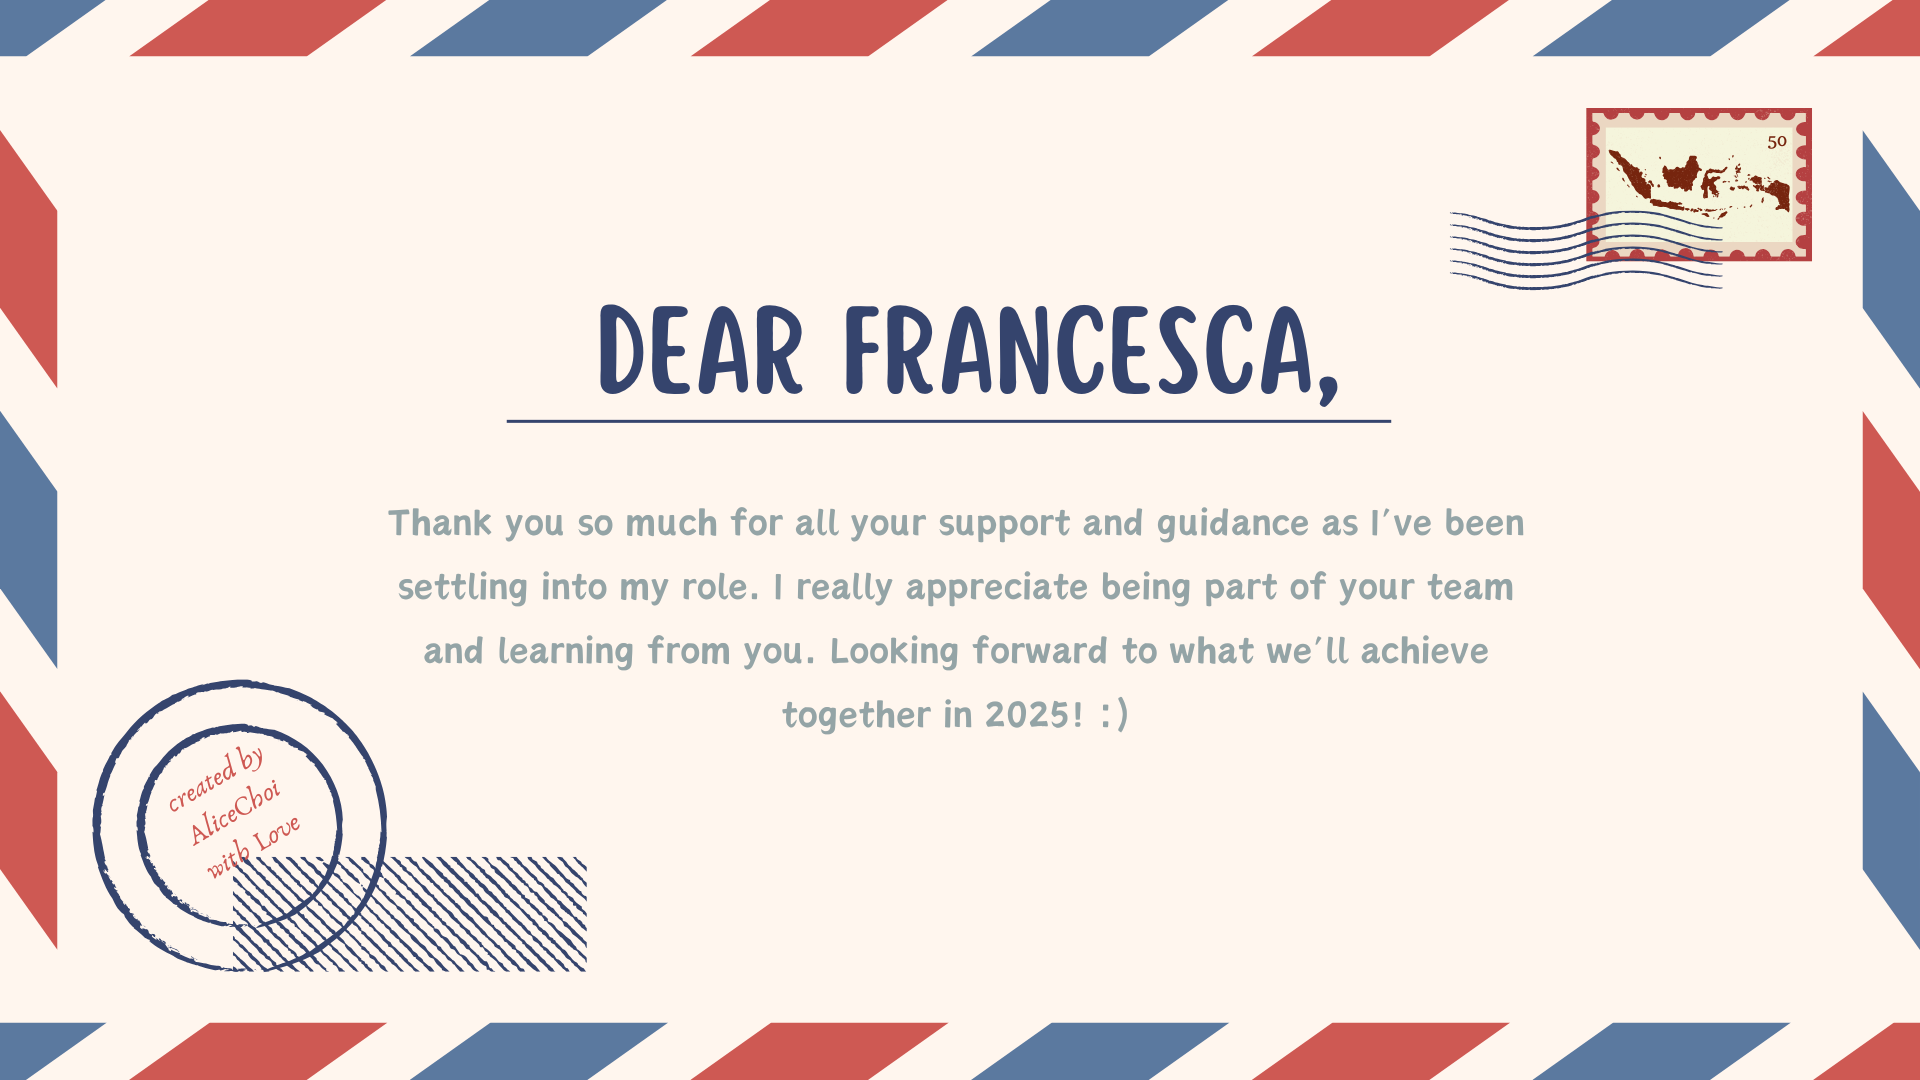 50
DEAR FRANCESCA,
Thank you so much for all your support and guidance as I've been
settling into my role. I really appreciate being part of your team
and learning from you. Looking forward to what we'll achieve
together in 2025! :)
created by
AliceChoi
with Love